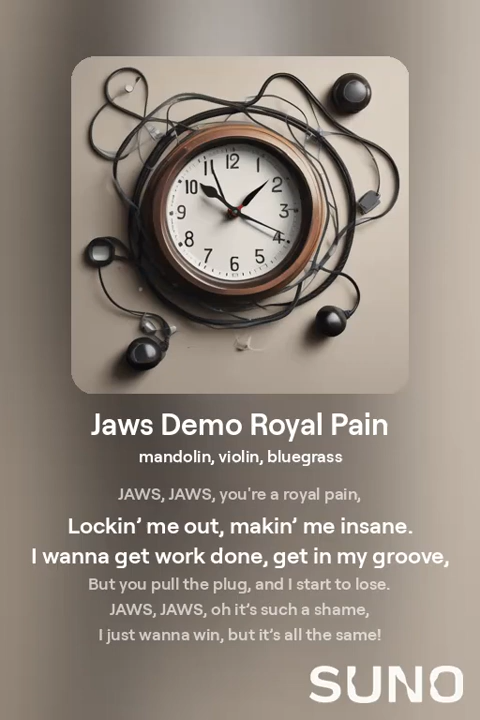 12
11
1
10
2
9
3
8
4
7
5
6
Jaws Demo Royal Pain
mandolin, violin, bluegrass
JAWS, JAWS, you're a royal pain,
Lockin’ me out, makin’ me insane.
I wanna get work done, get in my groove,
But you pull the plug, and I start to lose.
JAWS, JAWS, oh it’s such a shame,
I just wanna win, but it’s all the same!
SUNO